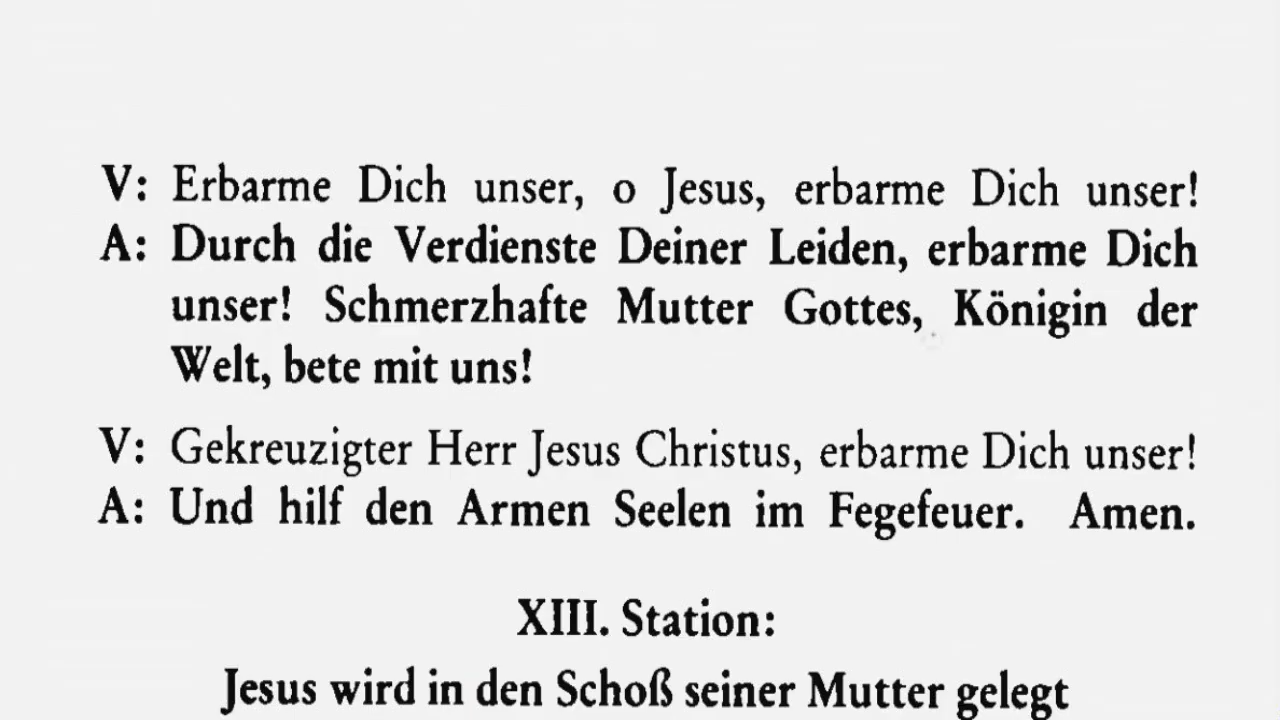 V: Erbarme Dich unser, o Jesus, erbarme Dich unser!
A: Durch die Verdienste Deiner Leiden, erbarme Dich
unser! Schmerzhafte Mutter Gottes, Königin der
Welt, bete mit uns!
V: Gekreuzigter Herr Jesus Christus, erbarme Dich unser!
A: Und hilf den Armen Seelen im Fegefeuer. Amen.
XIII. Station:
Jesus wird in den Schoß seiner Mutter gelegt